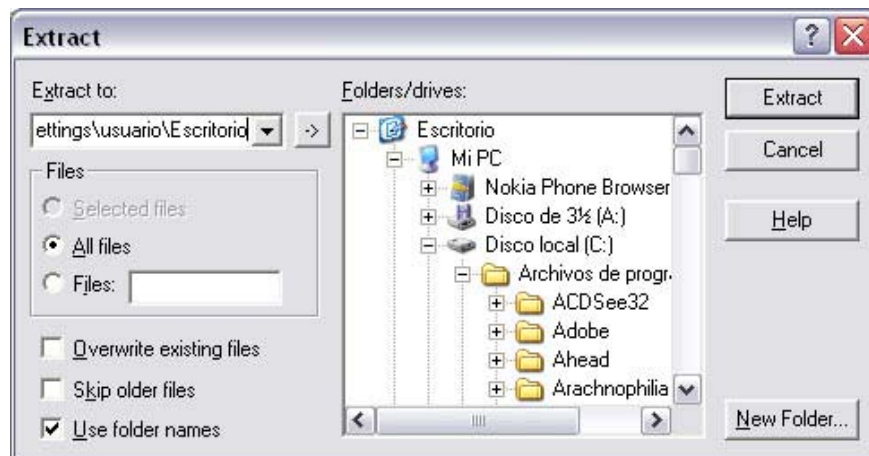 Extract
Extract to:
ettings\usuario\Escritorio
->
Files
Selected files
All files
Files:
Overwrite existing files
Skip older files
Use folder names
Folders/drives:
Escritorio
Mi PC
Nokia Phone Browser
Disco de 3½ (A:)
Disco local (C:)
Archivos de progr
ACDSee32
Adobe
Ahead
Arachnophilia
Extract
Cancel
Help
New Folder...